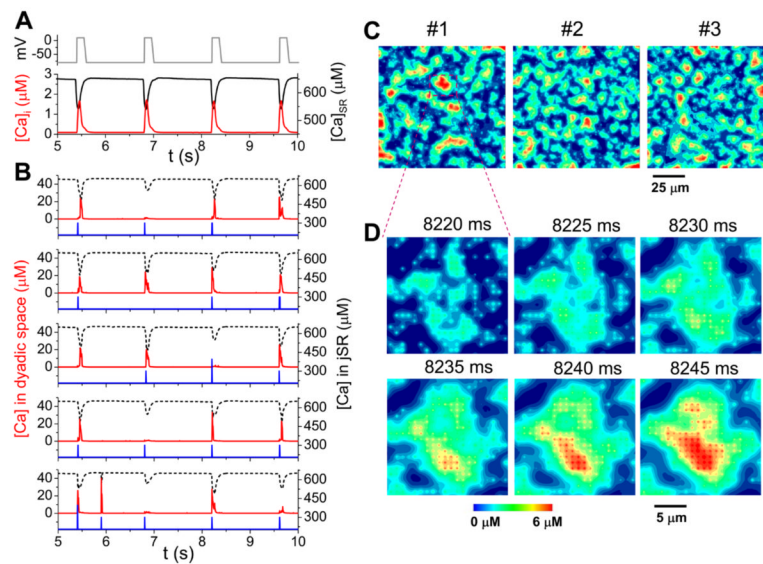 A
mV
0
-50
[Ca]i (μM)
3
2
1
0
600
450
[Ca]SR (μM)
5 6 7 8 9 10
t (s)
B
[Ca] in dyadic space (μM)
[Ca] in jSR (μM)
40
20
0
600
450
300
40
20
0
600
450
300
40
20
0
600
450
300
40
20
0
600
450
300
40
20
0
600
450
300
5 6 7 8 9 10
t (s)
C
#1 #2 #3
25 μm
D
8220 ms 8225 ms 8230 ms
8235 ms 8240 ms 8245 ms
0 μM 6 μM
5 μm